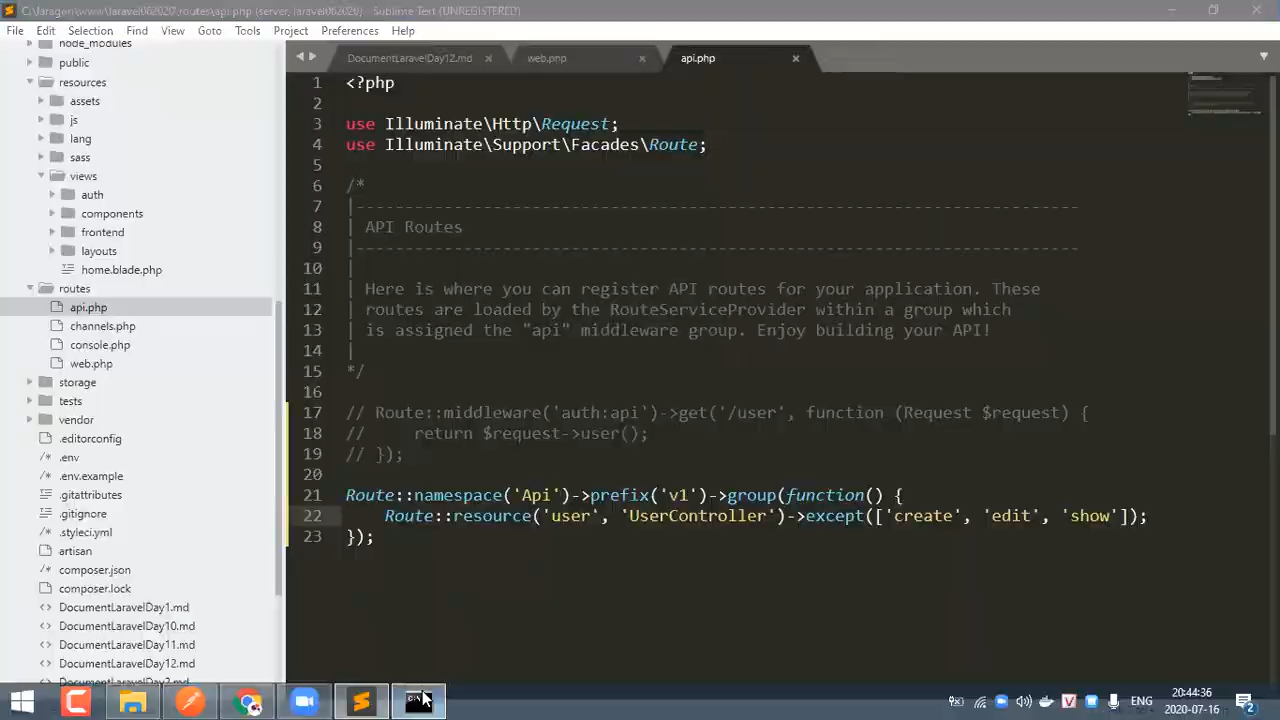 C:\laragon\www\laravel062020\routes\api.php (server, laravel062020) - Sublime Text (UNREGISTERED)
File Edit Selection Find View Goto Tools Project Preferences Help
node_modules
public
resources
assets
js
lang
sass
views
auth
components
frontend
layouts
home.blade.php
routes
api.php
channels.php
console.php
web.php
storage
tests
vendor
.editorconfig
.env
.env.example
.gitattributes
.gitignore
.styleci.yml
artisan
composer.json
composer.lock
DocumentLaravelDay1.md
DocumentLaravelDay10.md
DocumentLaravelDay11.md
DocumentLaravelDay12.md
DocumentLaravelDay2.md
DocumentLaravelDay12.md web.php api.php
1 <?php
2
3 use Illuminate\Http\Request;
4 use Illuminate\Support\Facades\Route;
5
6 /*
7 |--------------------------------------------------------------------------
8 | API Routes
9 |--------------------------------------------------------------------------
10 |
11 | Here is where you can register API routes for your application. These
12 | routes are loaded by the RouteServiceProvider within a group which
13 | is assigned the "api" middleware group. Enjoy building your API!
14 |
15 */
16
17 // Route::middleware('auth:api')->get('/user', function (Request $request) {
18 //     return $request->user();
19 // });
20
21 Route::namespace('Api')->prefix('v1')->group(function() {
22     Route::resource('user', 'UserController')->except(['create', 'edit', 'show']);
23 });
ENG
20:44:36
2020-07-16
2